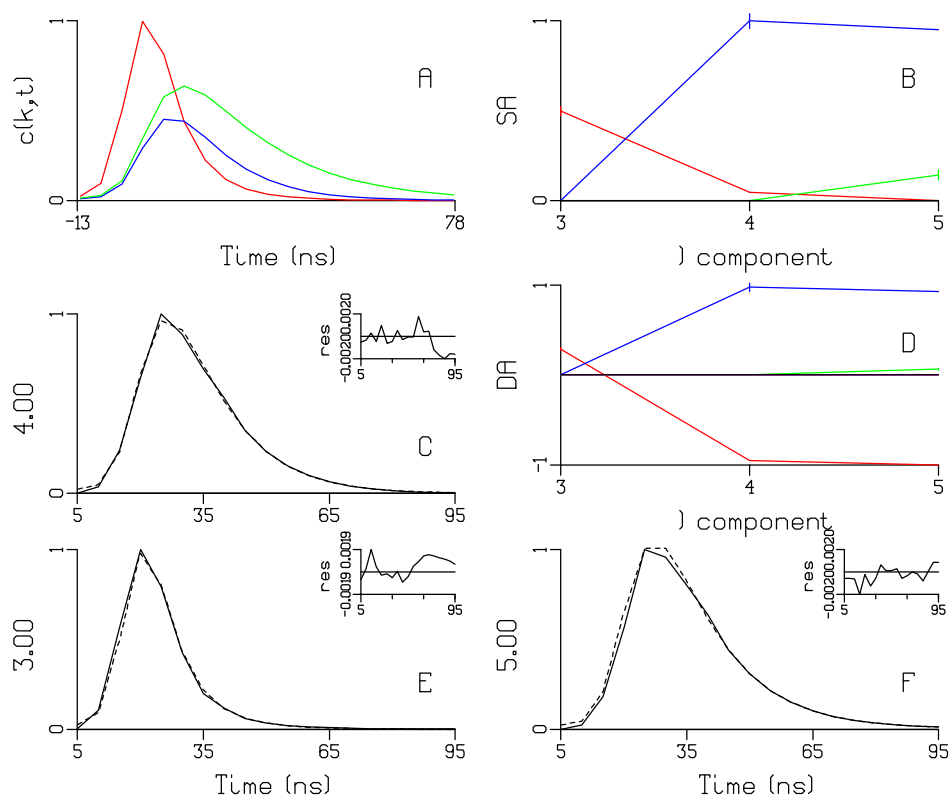 1
c(k,t)
A
0
-13
78
Time (ns)
1
SA
B
0
3
4
5
) component
1
4.00
C
0
5
35
65
95
res
-0.0020
0.0020
5
95
1
DA
D
-1
3
4
5
) component
1
3.00
E
0
5
35
65
95
Time (ns)
res
-0.0019
0.0019
5
95
1
5.00
F
0
5
35
65
95
Time (ns)
res
-0.0020
0.0020
5
95